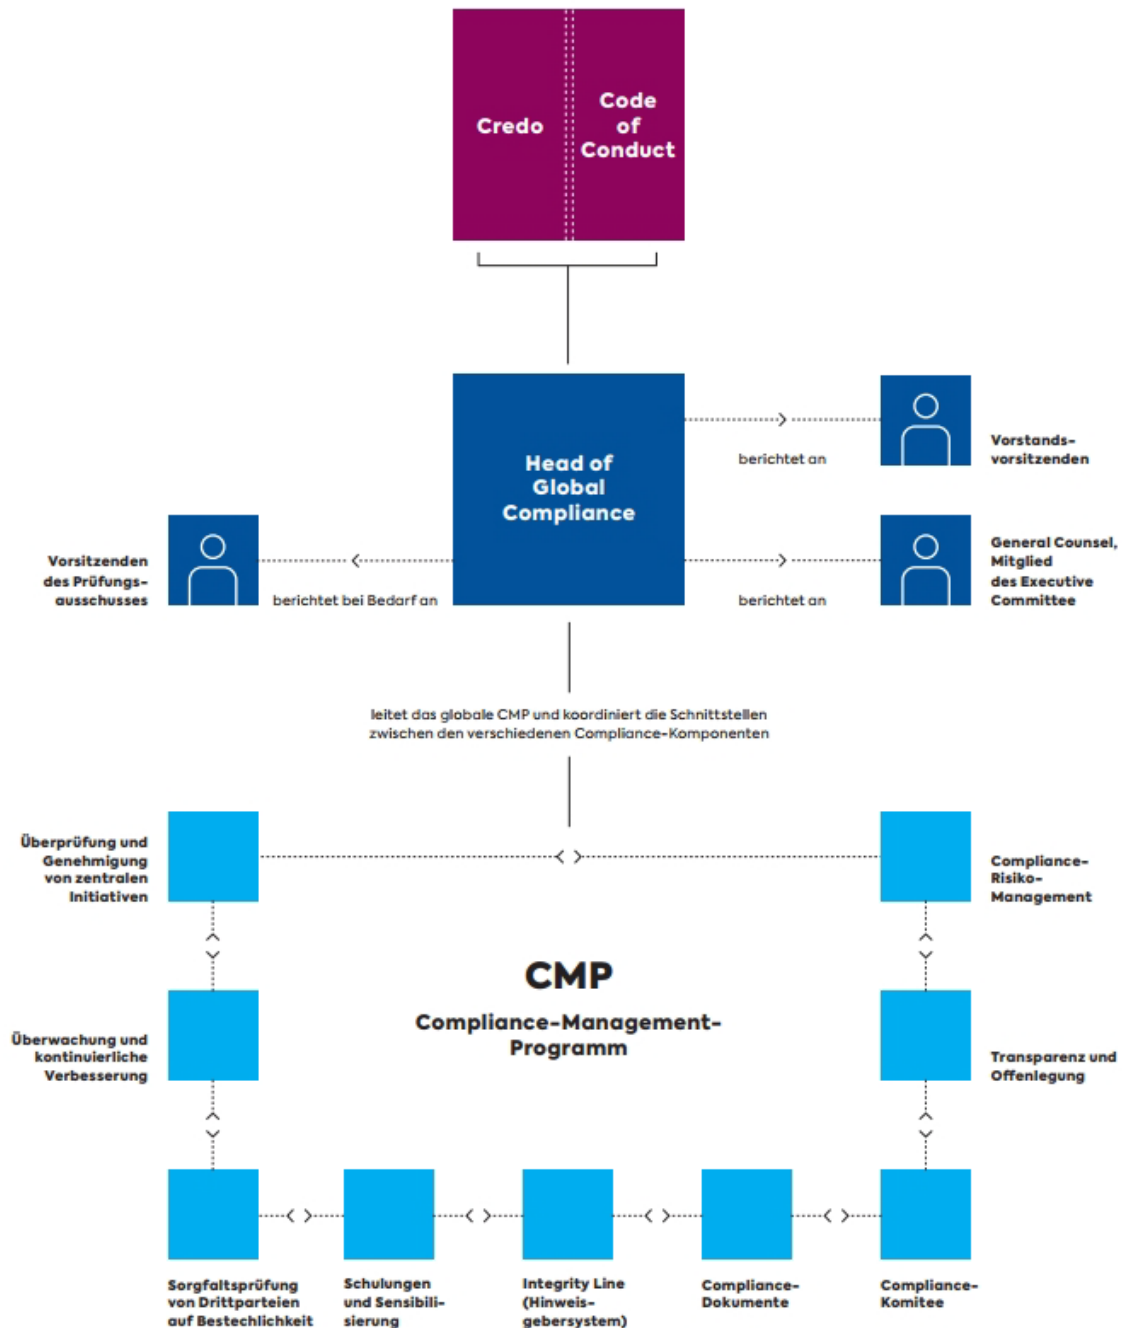 Credo
Code
of
Conduct
Head of
Global
Compliance
berichtet an
Vorstands-
vorsitzenden
Vorsitzenden
des Prüfungs-
ausschusses
berichtet bei Bedarf an
berichtet an
General Counsel,
Mitglied
des Executive
Committee
leitet das globale CMP und koordiniert die Schnittstellen
zwischen den verschiedenen Compliance-Komponenten
Überprüfung und
Genehmigung
von zentralen
Initiativen
Compliance-
Risiko-
Management
CMP
Compliance-Management-
Programm
Überwachung und
kontinuierliche
Verbesserung
Transparenz und
Offenlegung
Sorgfaltsprüfung
von Drittparteien
auf Bestechlichkeit
Schulungen
und Sensibili-
sierung
Integrity Line
(Hinweis-
gebersystem)
Compliance-
Dokumente
Compliance-
Komitee